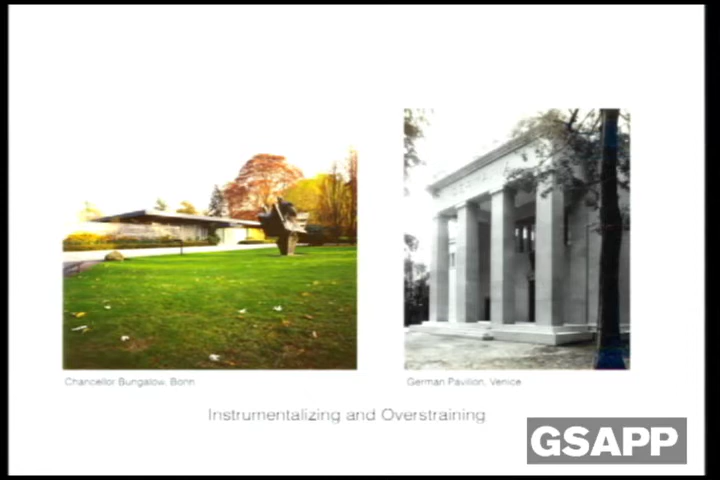 Chancellor Bungalow, Bonn
German Pavilion, Venice
Instrumentalizing and Overstraining
GSAPP